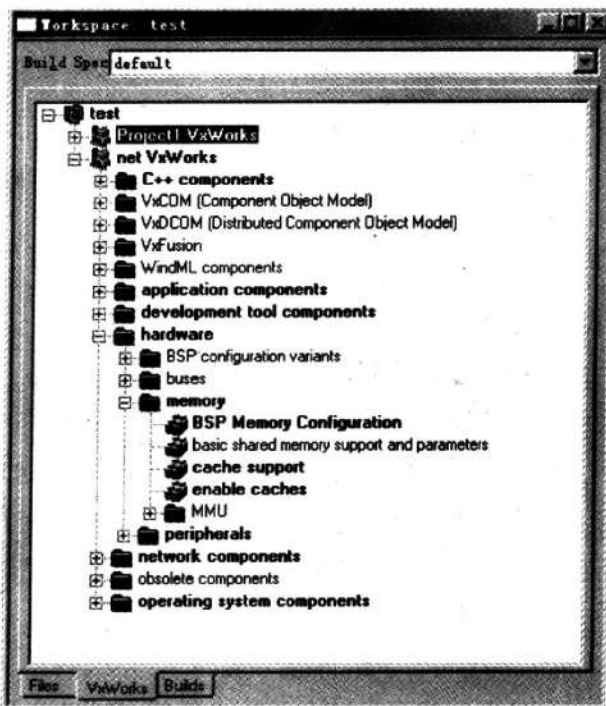 Workspace test
Build Spec default
test
Project1 VxWorks
net VxWorks
C++ components
VxCOM (Component Object Model)
VxDCOM (Distributed Component Object Model)
VxFusion
WindML components
application components
development tool components
hardware
BSP configuration variants
buses
memory
BSP Memory Configuration
basic shared memory support and parameters
cache support
enable caches
MMU
peripherals
network components
obsolete components
operating system components
Files VxWorks Builds